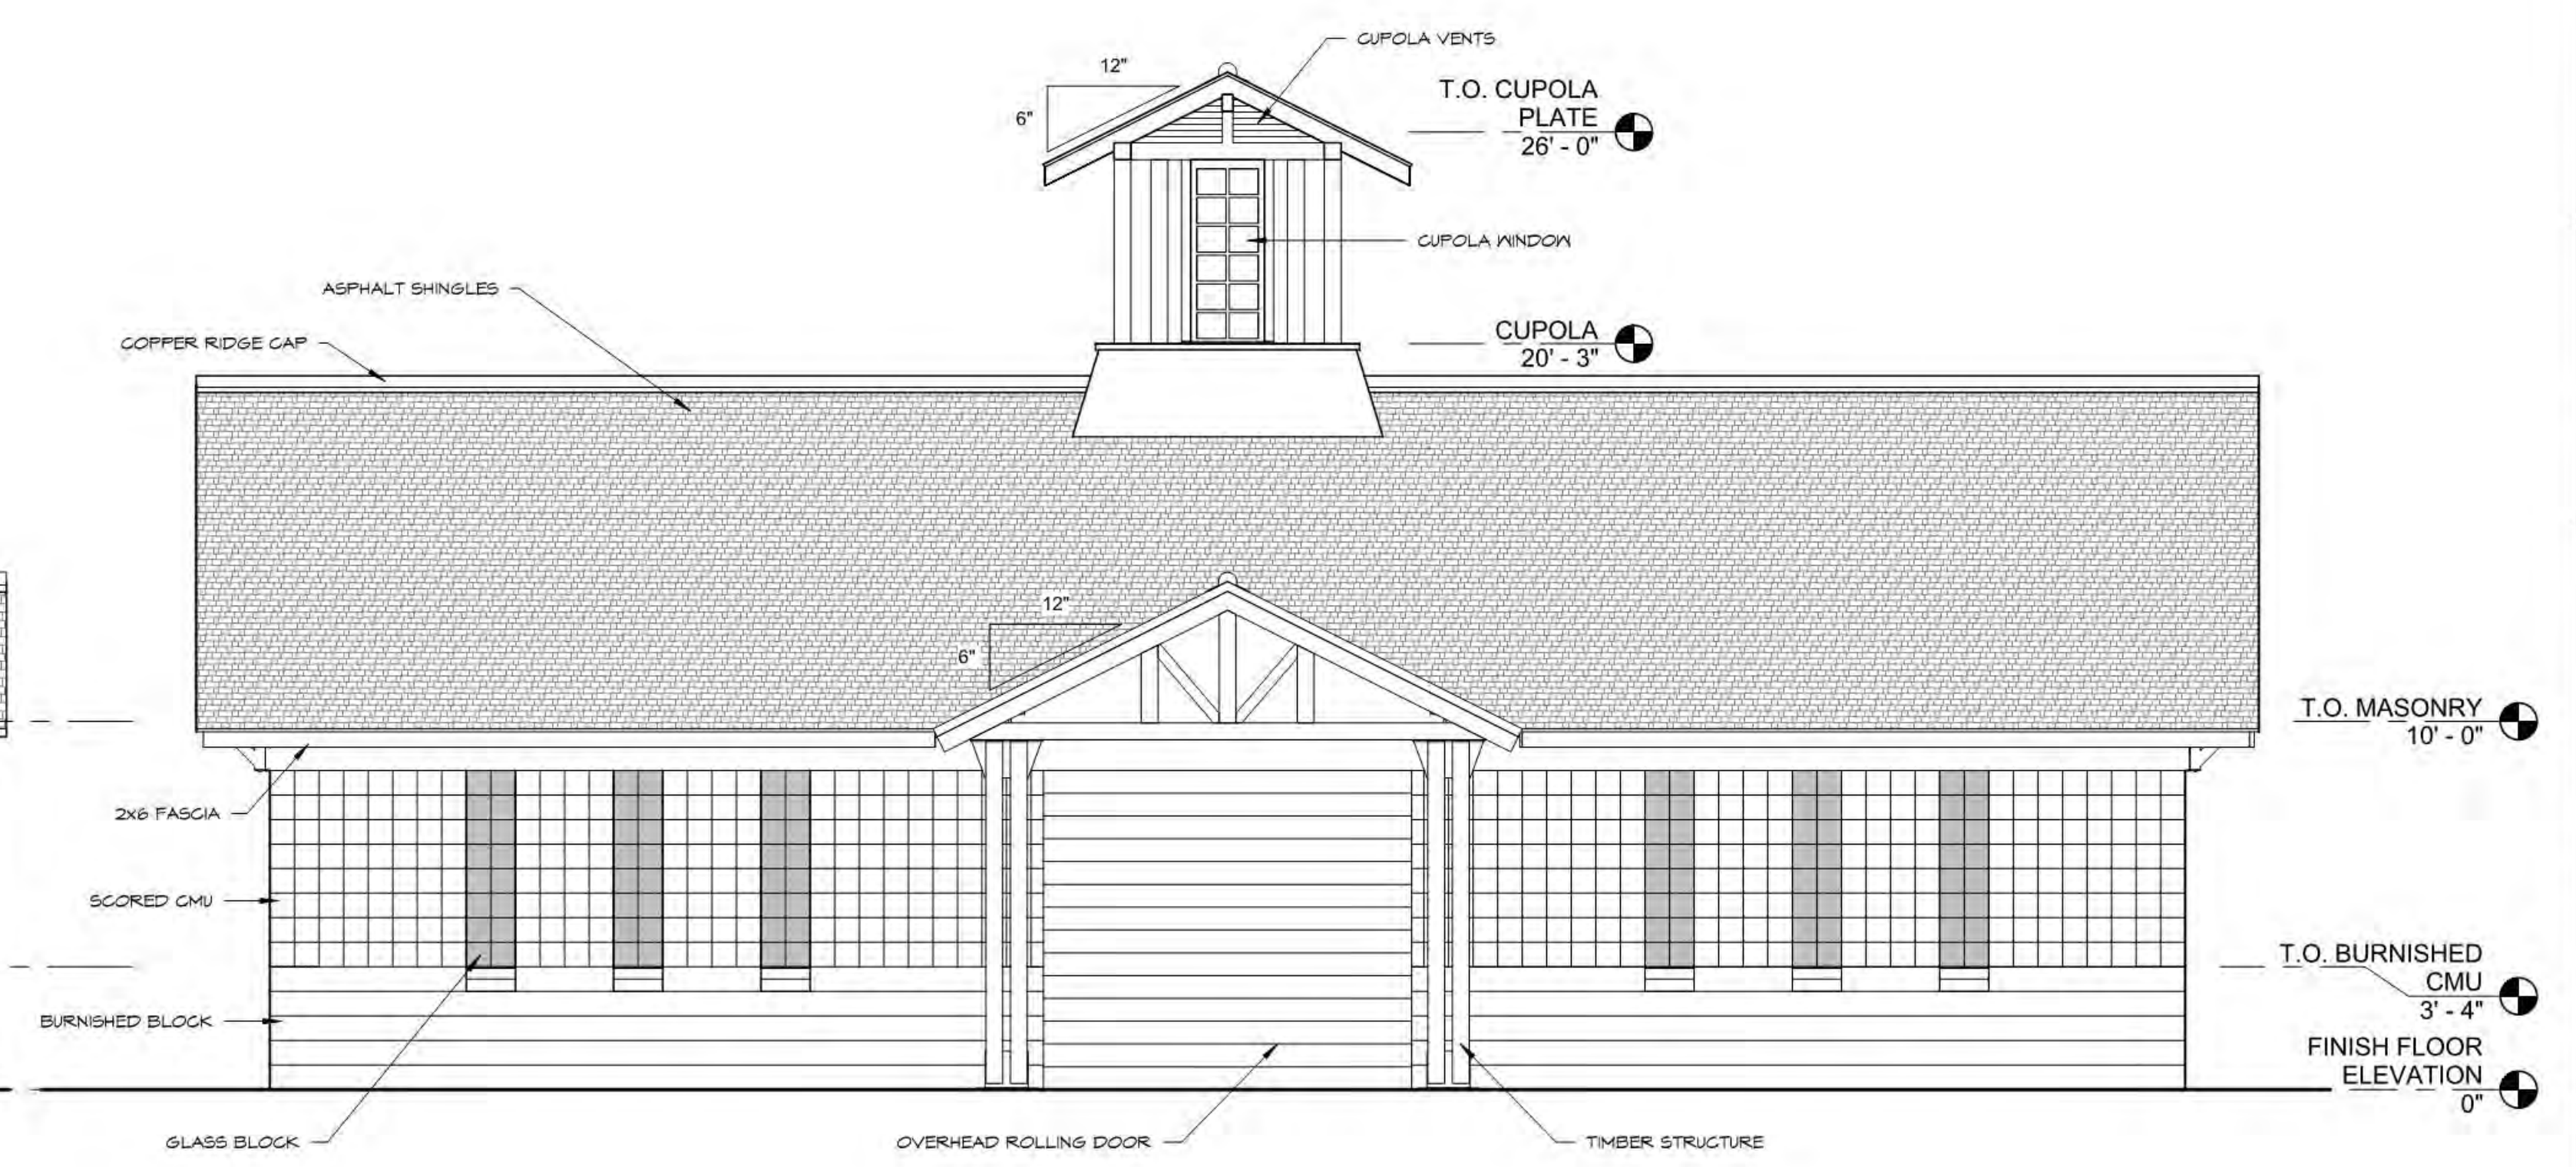 CUPOLA VENTS
12"
6"
T.O. CUPOLA
PLATE
26' - 0"
CUPOLA WINDOW
ASPHALT SHINGLES
COPPER RIDGE CAP
CUPOLA
20' - 3"
12"
6"
T.O. MASONRY
10' - 0"
2x6 FASCIA
SCORED CMU
T.O. BURNISHED
CMU
3' - 4"
BURNISHED BLOCK
FINISH FLOOR
ELEVATION
0"
GLASS BLOCK
OVERHEAD ROLLING DOOR
TIMBER STRUCTURE